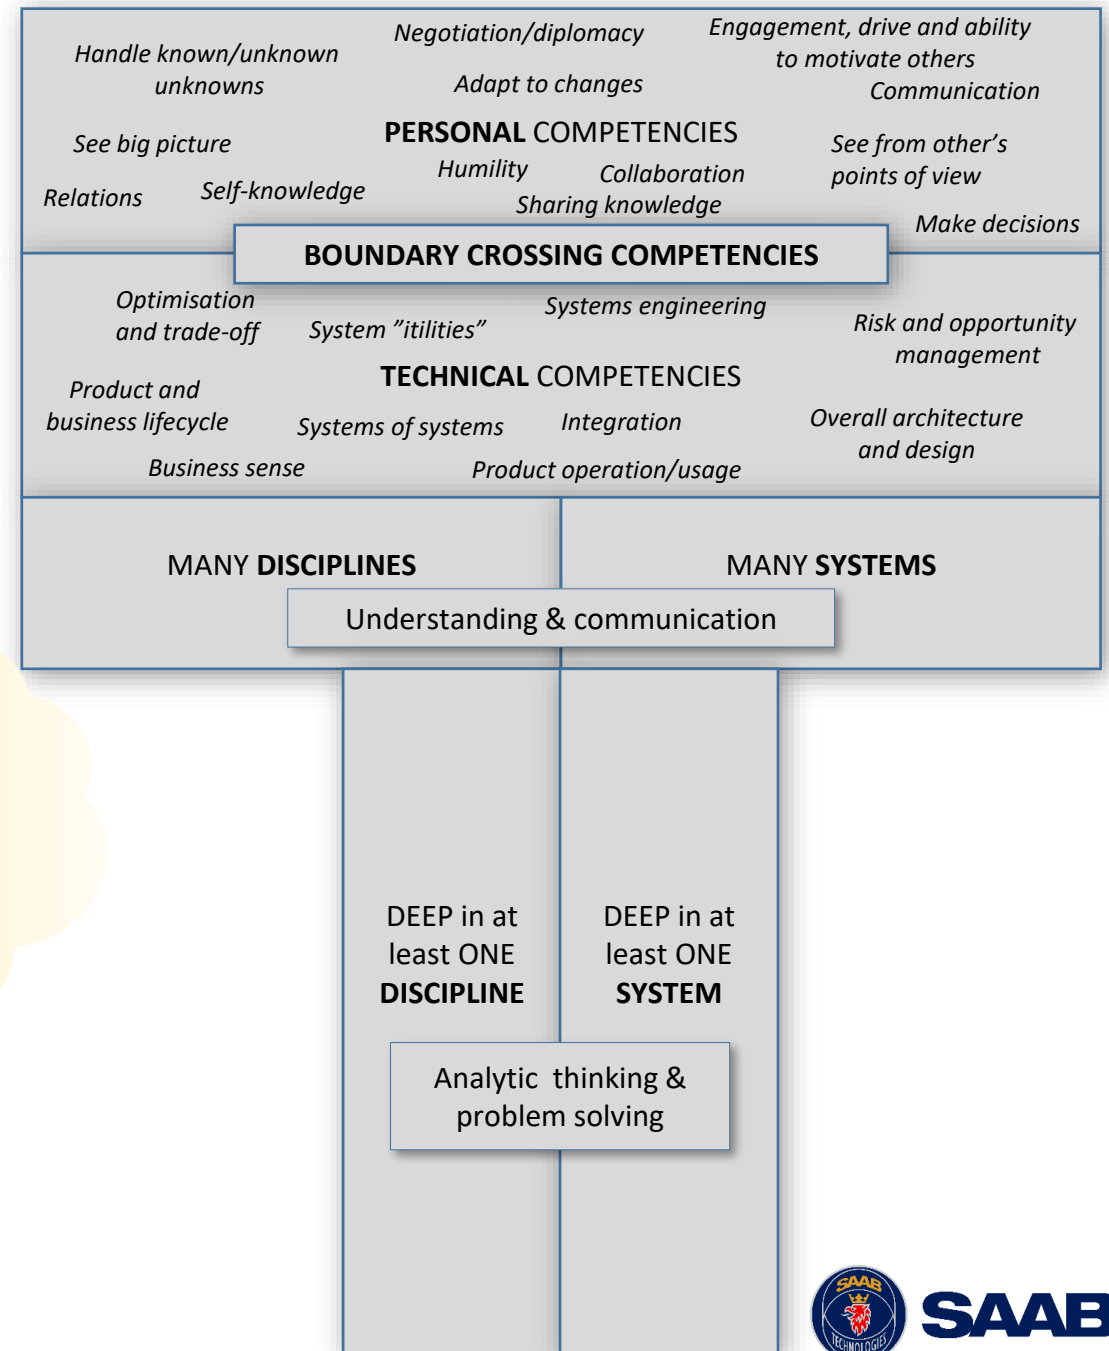 Negotiation/diplomacy
Engagement, drive and ability
to motivate others
Handle known/unknown
unknowns
Adapt to changes
Communication
PERSONAL COMPETENCIES
See big picture
See from other's
points of view
Humility
Collaboration
Relations
Self-knowledge
Sharing knowledge
Make decisions
BOUNDARY CROSSING COMPETENCIES
Optimisation
and trade-off
System ”itilities”
Systems engineering
Risk and opportunity
management
TECHNICAL COMPETENCIES
Product and
business lifecycle
Systems of systems
Integration
Overall architecture
and design
Business sense
Product operation/usage
MANY DISCIPLINES
MANY SYSTEMS
Understanding & communication
DEEP in at
least ONE
DISCIPLINE
DEEP in at
least ONE
SYSTEM
Analytic thinking &
problem solving
SAAB
TECHNOLOGIES
SAAB